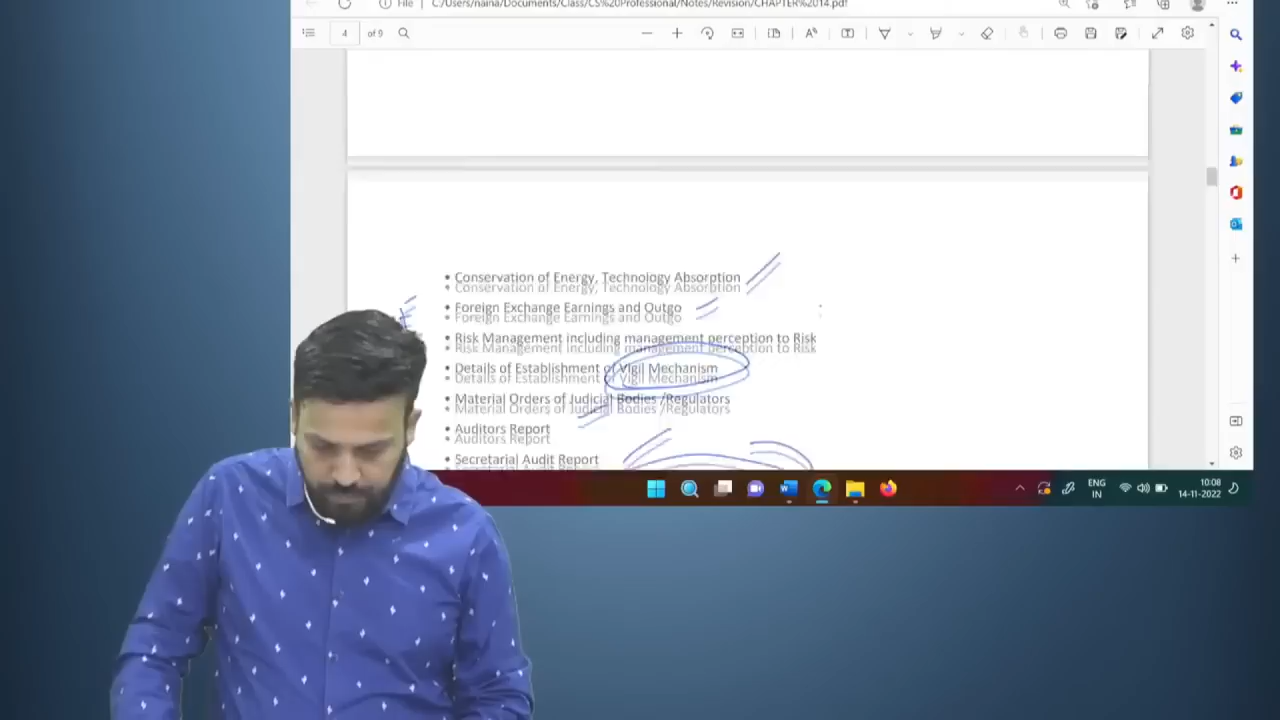 File C:/Users/naina/Documents/Class/CS%20Professional/Notes/Revision/CHAPTER%2014.pdf
4 of 9
• Conservation of Energy, Technology Absorption
• Foreign Exchange Earnings and Outgo
• Risk Management including management perception to Risk
• Details of Establishment of Vigil Mechanism
• Material Orders of Judicial Bodies /Regulators
• Auditors Report
• Secretarial Audit Report
ENG
IN
10:08
14-11-2022